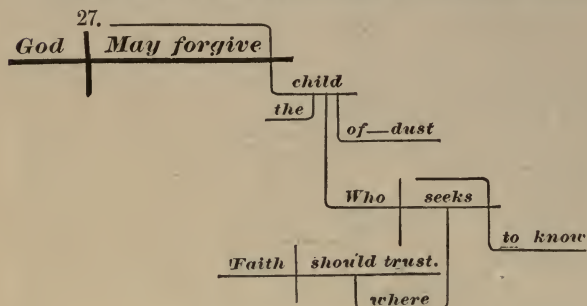 27.
God May forgive
child
the
of—dust
Who seeks
to know
Faith should trust.
where